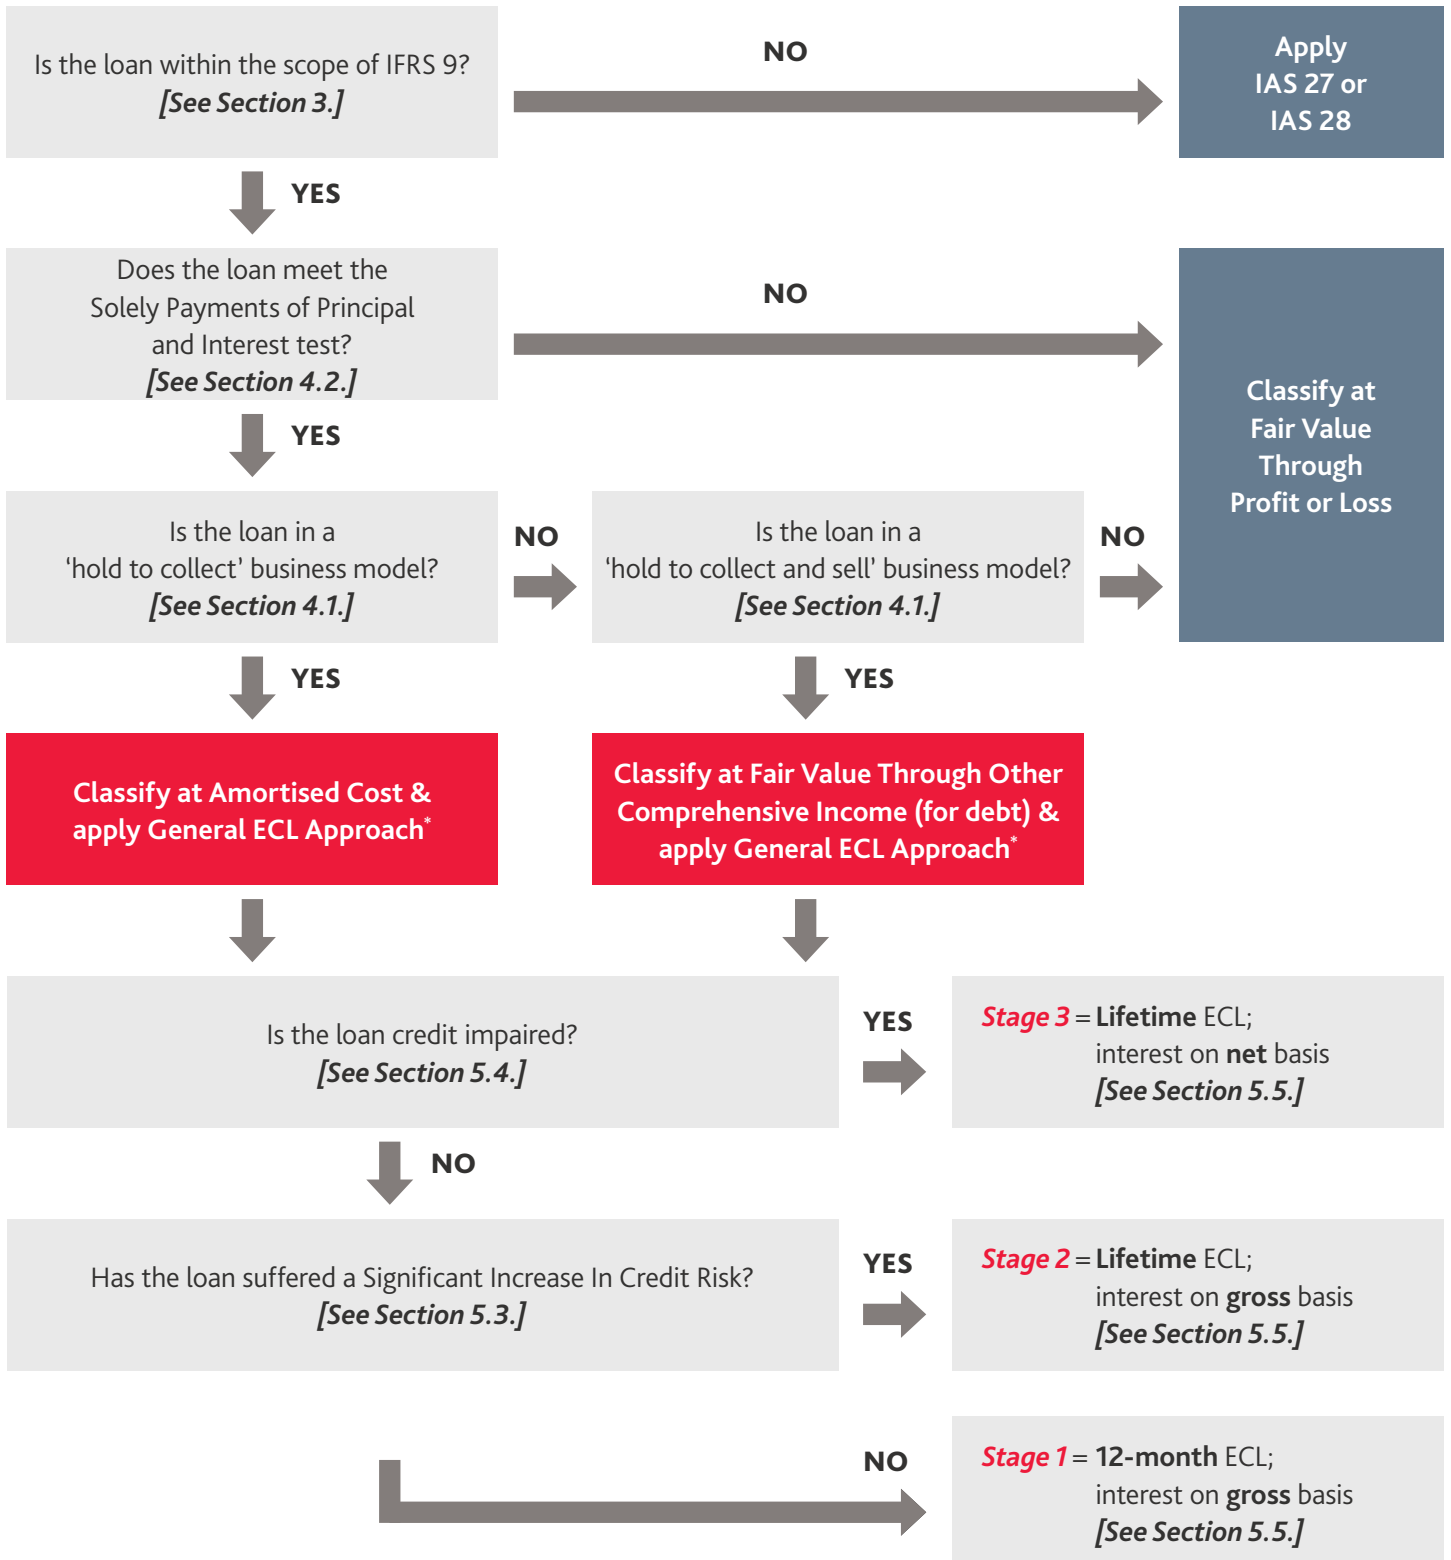 Is the loan within the scope of IFRS 9?
[See Section 3.]
NO
Apply
IAS 27 or
IAS 28
YES
Does the loan meet the
Solely Payments of Principal
and Interest test?
[See Section 4.2.]
NO
Classify at
Fair Value
Through
Profit or Loss
YES
Is the loan in a
‘hold to collect’ business model?
[See Section 4.1.]
NO
Is the loan in a
‘hold to collect and sell’ business model?
[See Section 4.1.]
NO
YES
YES
Classify at Amortised Cost &
apply General ECL Approach*
Classify at Fair Value Through Other
Comprehensive Income (for debt) &
apply General ECL Approach*
Is the loan credit impaired?
[See Section 5.4.]
YES
Stage 3 = Lifetime ECL;
interest on net basis
[See Section 5.5.]
NO
Has the loan suffered a Significant Increase In Credit Risk?
[See Section 5.3.]
YES
Stage 2 = Lifetime ECL;
interest on gross basis
[See Section 5.5.]
NO
Stage 1 = 12-month ECL;
interest on gross basis
[See Section 5.5.]